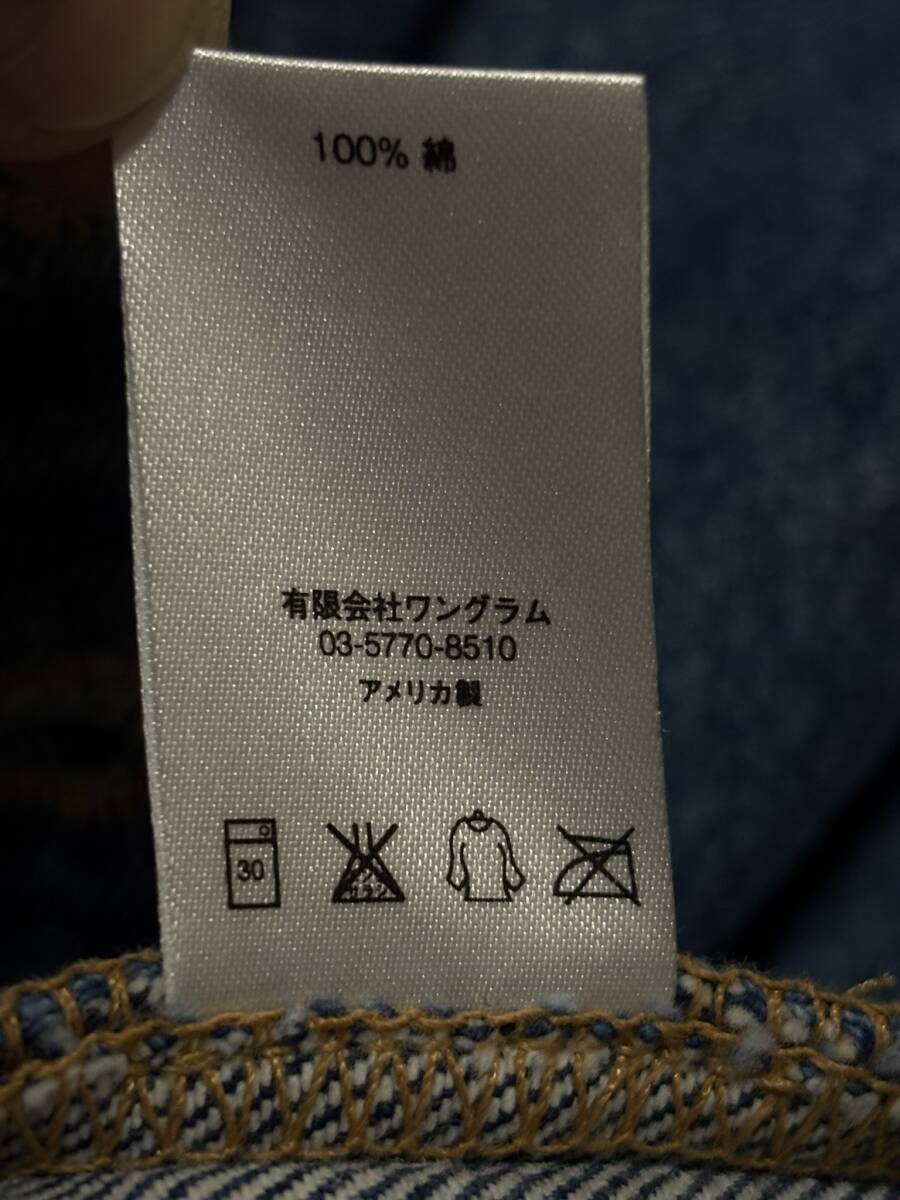 100% 綿
有限会社ワングラム
03-5770-8510
アメリカ製
30